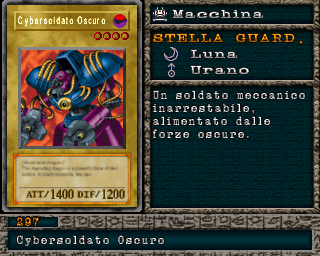 Cybersoldato Oscuro
ATT/1400 DIF/1200
Macchina
STELLA GUARD.
Luna
Urano
Un soldato meccanico
inarrestabile,
alimentato dalle
forze oscure.
297
Cybersoldato Oscuro